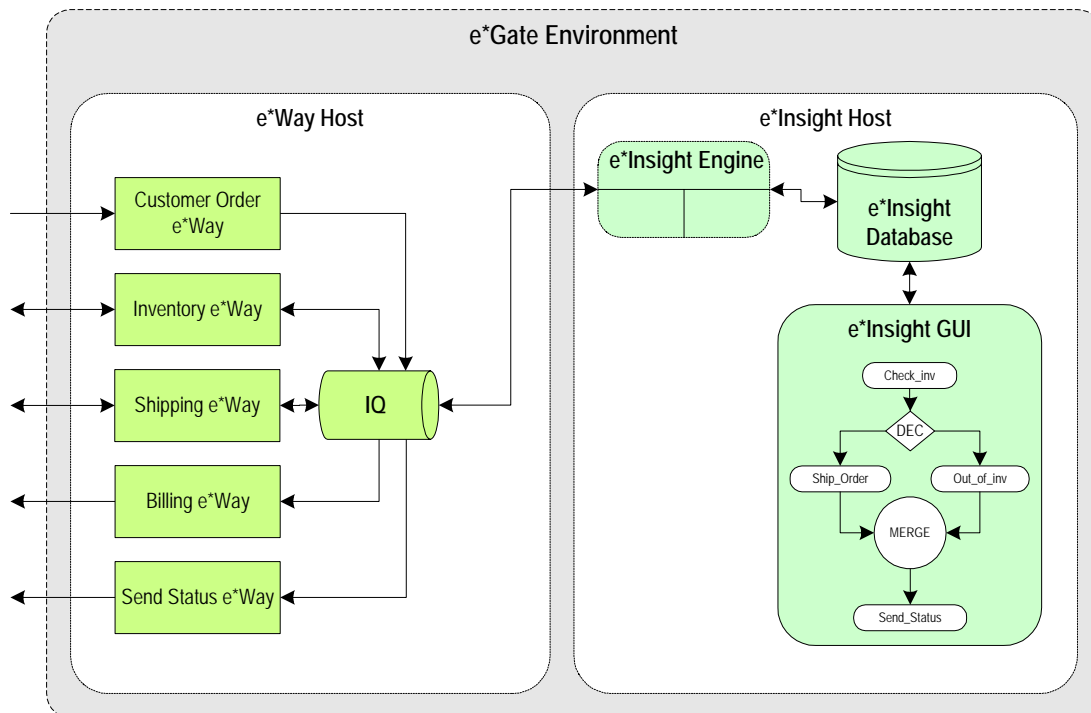 e*Gate Environment
e*Way Host
Customer Order
e*Way
Inventory e*Way
Shipping e*Way
Billing e*Way
Send Status e*Way
IQ
e*Insight Host
e*Insight Engine
e*Insight
Database
e*Insight GUI
Check_inv
DEC
Ship_Order
Out_of_inv
MERGE
Send_Status